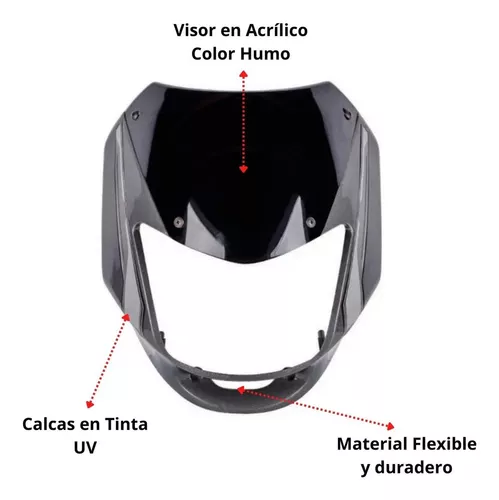 Visor en Acrílico
Color Humo
Calcas en Tinta
UV
Material Flexible
y duradero